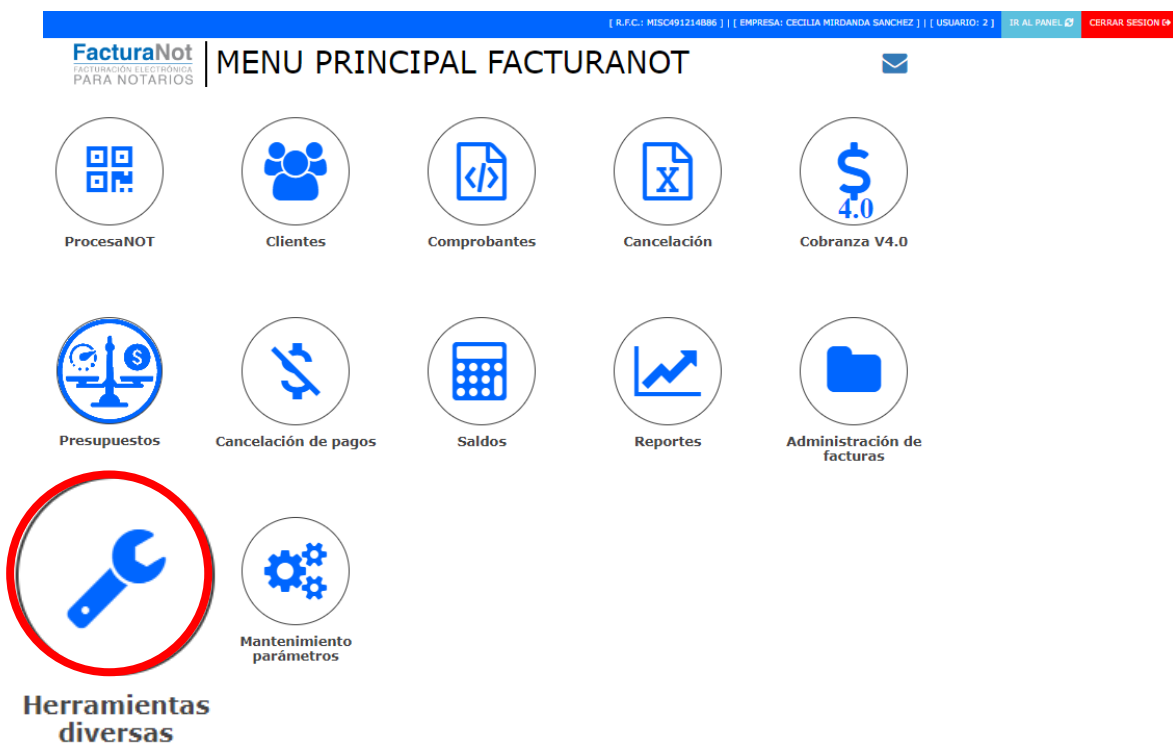 [ R.F.C.: MISC491214B86 ] | [ EMPRESA: CECILIA MIRDANDA SANCHEZ ] | [ USUARIO: 2 ] IR AL PANEL CERRAR SESION
FacturaNot
FACTURACIÓN ELECTRÓNICA
PARA NOTARIOS
MENU PRINCIPAL FACTURANOT
X
4.0
ProcesaNOT Clientes Comprobantes Cancelación Cobranza V4.0
Presupuestos Cancelación de pagos Saldos Reportes Administración de
facturas
Mantenimiento
parámetros
Herramientas
diversas